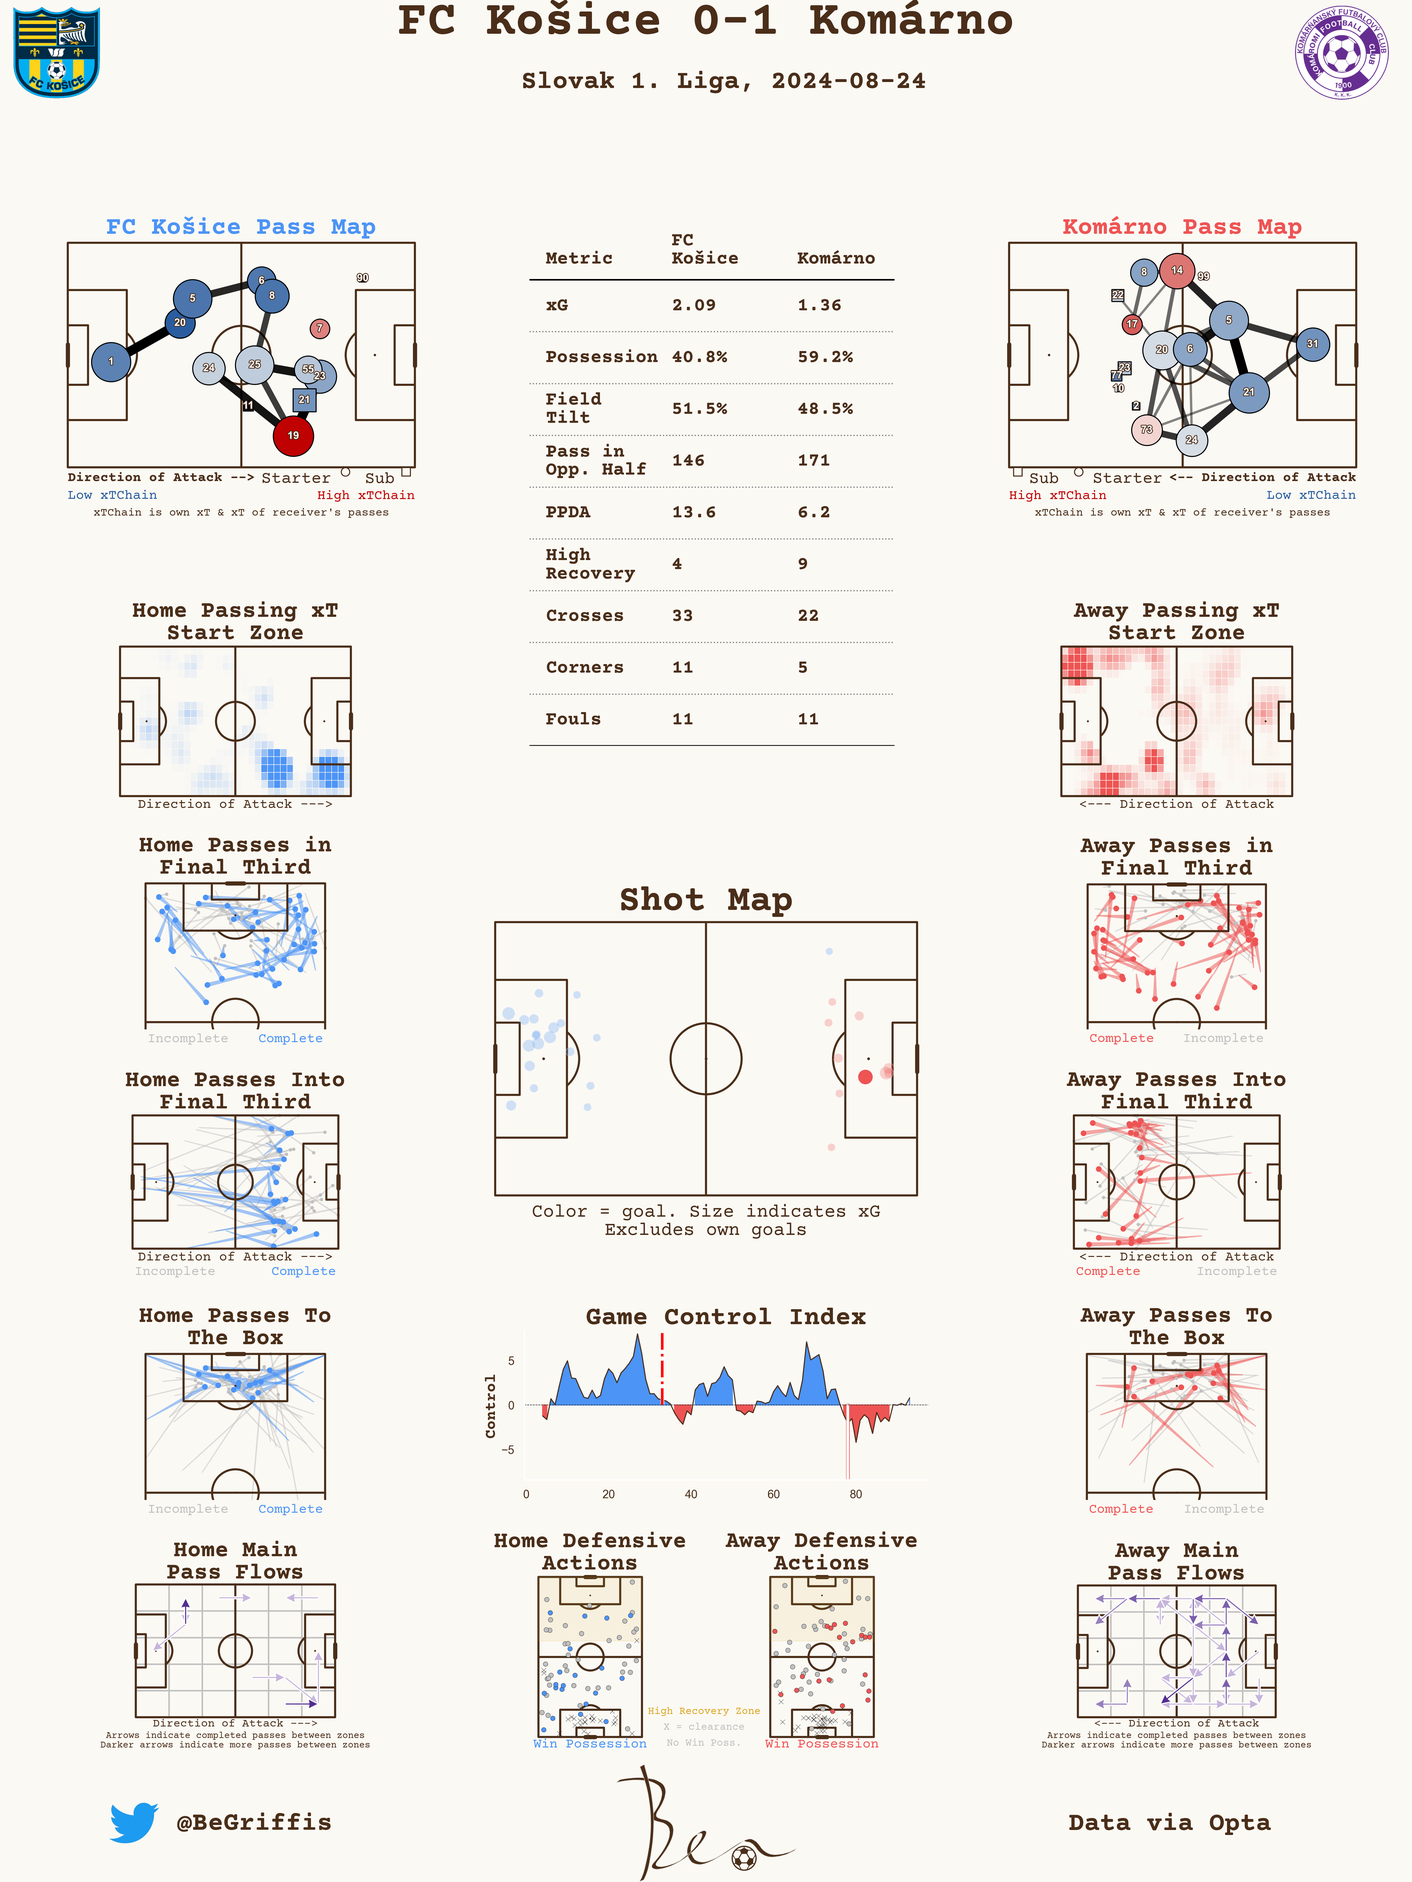 FC Košice 0-1 Komárno
Slovak 1. Liga, 2024-08-24
FC KOŠICE
KOMÁRŇANSKÝ FUTBALOVÝ CLUB
KOMÁROMI FOOTBALL CLUB
1900
K.F.K.
FC Košice Pass Map
1
5
20
6
8
7
90
24
25
55
23
21
11
19
Direction of Attack --> Starter Sub
Low xTChain High xTChain
xTChain is own xT & xT of receiver's passes
Metric FC Košice Komárno
xG 2.09 1.36
Possession 40.8% 59.2%
Field Tilt 51.5% 48.5%
Pass in Opp. Half 146 171
PPDA 13.6 6.2
High Recovery 4 9
Crosses 33 22
Corners 11 5
Fouls 11 11
Komárno Pass Map
8
14
99
22
17
5
20
6
31
23
77
10
21
2
73
24
Sub Starter <-- Direction of Attack
High xTChain Low xTChain
xTChain is own xT & xT of receiver's passes
Home Passing xT
Start Zone
Direction of Attack --->
Away Passing xT
Start Zone
<--- Direction of Attack
Home Passes in
Final Third
Incomplete Complete
Away Passes in
Final Third
Complete Incomplete
Shot Map
Color = goal. Size indicates xG
Excludes own goals
Home Passes Into
Final Third
Direction of Attack --->
Incomplete Complete
Away Passes Into
Final Third
<--- Direction of Attack
Complete Incomplete
Home Passes To
The Box
Incomplete Complete
Game Control Index
Control
5
0
−5
0 20 40 60 80
Away Passes To
The Box
Complete Incomplete
Home Main
Pass Flows
Direction of Attack --->
Arrows indicate completed passes between zones
Darker arrows indicate more passes between zones
Home Defensive
Actions
Win Possession
High Recovery Zone
X = clearance
No Win Poss.
Away Defensive
Actions
Win Possession
Away Main
Pass Flows
<--- Direction of Attack
Arrows indicate completed passes between zones
Darker arrows indicate more passes between zones
@BeGriffis
Ben
Data via Opta